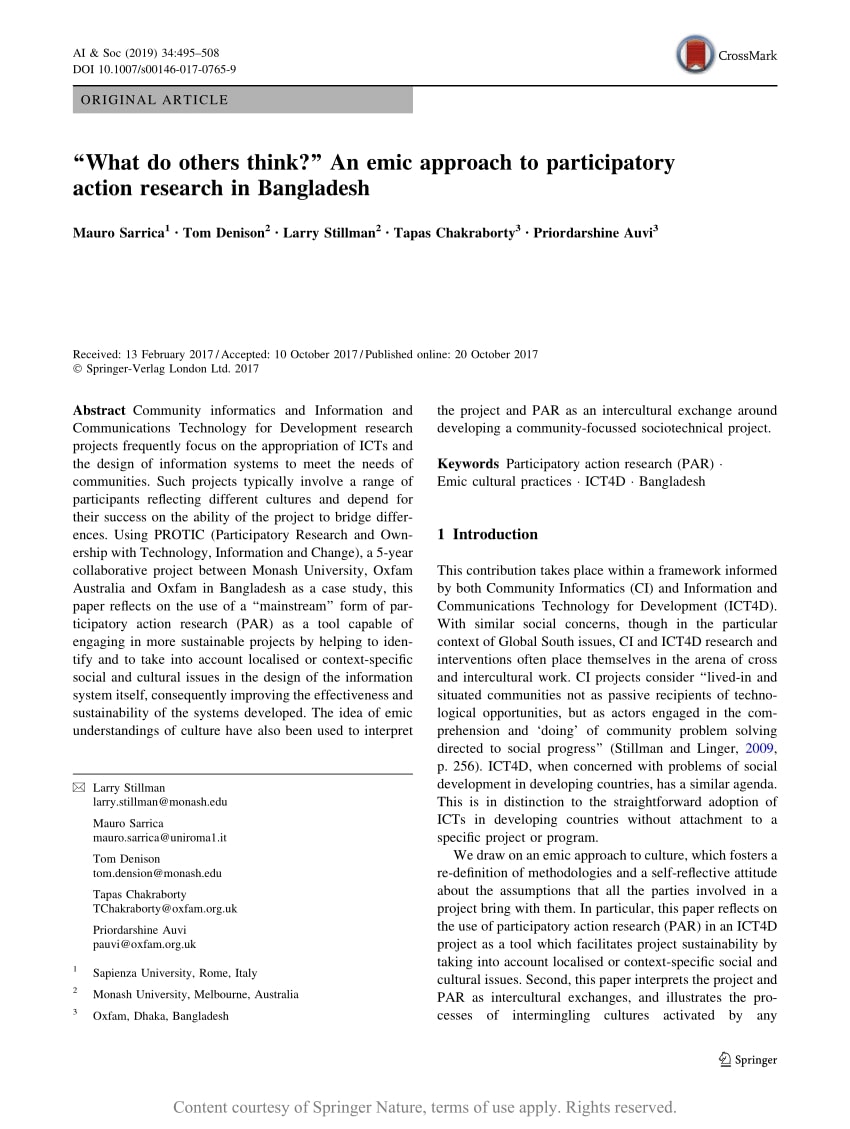 AI & Soc (2019) 34:495–508
DOI 10.1007/s00146-017-0765-9
CrossMark
ORIGINAL ARTICLE
“What do others think?” An emic approach to participatory
action research in Bangladesh
Mauro Sarrica1 · Tom Denison2 · Larry Stillman2 · Tapas Chakraborty3 · Priordarshine Auvi3
Received: 13 February 2017 / Accepted: 10 October 2017 / Published online: 20 October 2017
© Springer-Verlag London Ltd. 2017
Abstract Community informatics and Information and
Communications Technology for Development research
projects frequently focus on the appropriation of ICTs and
the design of information systems to meet the needs of
communities. Such projects typically involve a range of
participants reflecting different cultures and depend for
their success on the ability of the project to bridge differ-
ences. Using PROTIC (Participatory Research and Own-
ership with Technology, Information and Change), a 5-year
collaborative project between Monash University, Oxfam
Australia and Oxfam in Bangladesh as a case study, this
paper reflects on the use of a “mainstream” form of par-
ticipatory action research (PAR) as a tool capable of
engaging in more sustainable projects by helping to iden-
tify and to take into account localised or context-specific
social and cultural issues in the design of the information
system itself, consequently improving the effectiveness and
sustainability of the systems developed. The idea of emic
understandings of culture have also been used to interpret
the project and PAR as an intercultural exchange around
developing a community-focussed sociotechnical project.
Keywords Participatory action research (PAR) ·
Emic cultural practices · ICT4D · Bangladesh
1 Introduction
This contribution takes place within a framework informed
by both Community Informatics (CI) and Information and
Communications Technology for Development (ICT4D).
With similar social concerns, though in the particular
context of Global South issues, CI and ICT4D research and
interventions often place themselves in the arena of cross
and intercultural work. CI projects consider “lived-in and
situated communities not as passive recipients of techno-
logical opportunities, but as actors engaged in the com-
prehension and ‘doing’ of community problem solving
directed to social progress” (Stillman and Linger, 2009,
p. 256). ICT4D, when concerned with problems of social
development in developing countries, has a similar agenda.
This is in distinction to the straightforward adoption of
ICTs in developing countries without attachment to a
specific project or program.
We draw on an emic approach to culture, which fosters a
re-definition of methodologies and a self-reflective attitude
about the assumptions that all the parties involved in a
project bring with them. In particular, this paper reflects on
the use of participatory action research (PAR) in an ICT4D
project as a tool which facilitates project sustainability by
taking into account localised or context-specific social and
cultural issues. Second, this paper interprets the project and
PAR as intercultural exchanges, and illustrates the pro-
cesses of intermingling cultures activated by any
Larry Stillman
larry.stillman@monash.edu
Mauro Sarrica
mauro.sarrica@uniroma1.it
Tom Denison
tom.dension@monash.edu
Tapas Chakraborty
TChakraborty@oxfam.org.uk
Priordarshine Auvi
pauvi@oxfam.org.uk
1 Sapienza University, Rome, Italy
2 Monash University, Melbourne, Australia
3 Oxfam, Dhaka, Bangladesh
Springer
Content courtesy of Springer Nature, terms of use apply. Rights reserved.